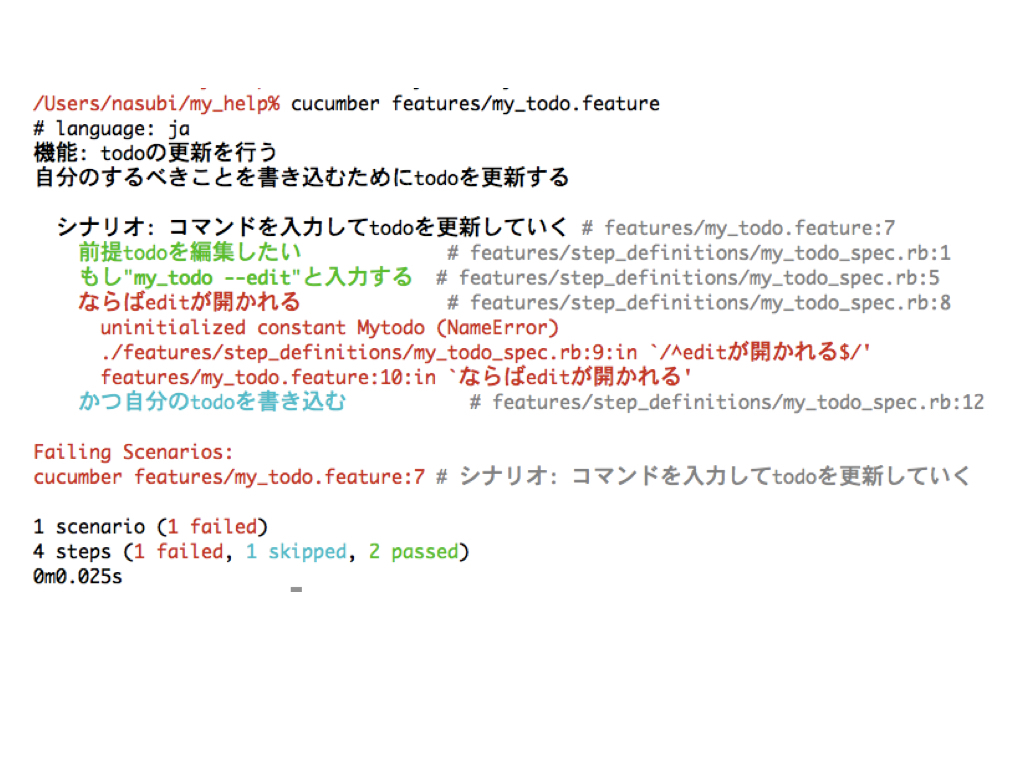 /Users/nasubi/my_help% cucumber features/my_todo.feature
# language: ja
機能: todoの更新を行う
自分のするべきことを書き込むためにtodoを更新する
シナリオ: コマンドを入力してtodoを更新していく # features/my_todo.feature:7
前提todoを編集したい # features/step_definitions/my_todo_spec.rb:1
もし"my_todo --edit"と入力する # features/step_definitions/my_todo_spec.rb:5
ならばeditが開かれる # features/step_definitions/my_todo_spec.rb:8
uninitialized constant Mytodo (NameError)
./features/step_definitions/my_todo_spec.rb:9:in `/^editが開かれる$/'
features/my_todo.feature:10:in `ならばeditが開かれる'
かつ自分のtodoを書き込む # features/step_definitions/my_todo_spec.rb:12
Failing Scenarios:
cucumber features/my_todo.feature:7 # シナリオ: コマンドを入力してtodoを更新していく
1 scenario (1 failed)
4 steps (1 failed, 1 skipped, 2 passed)
0m0.025s